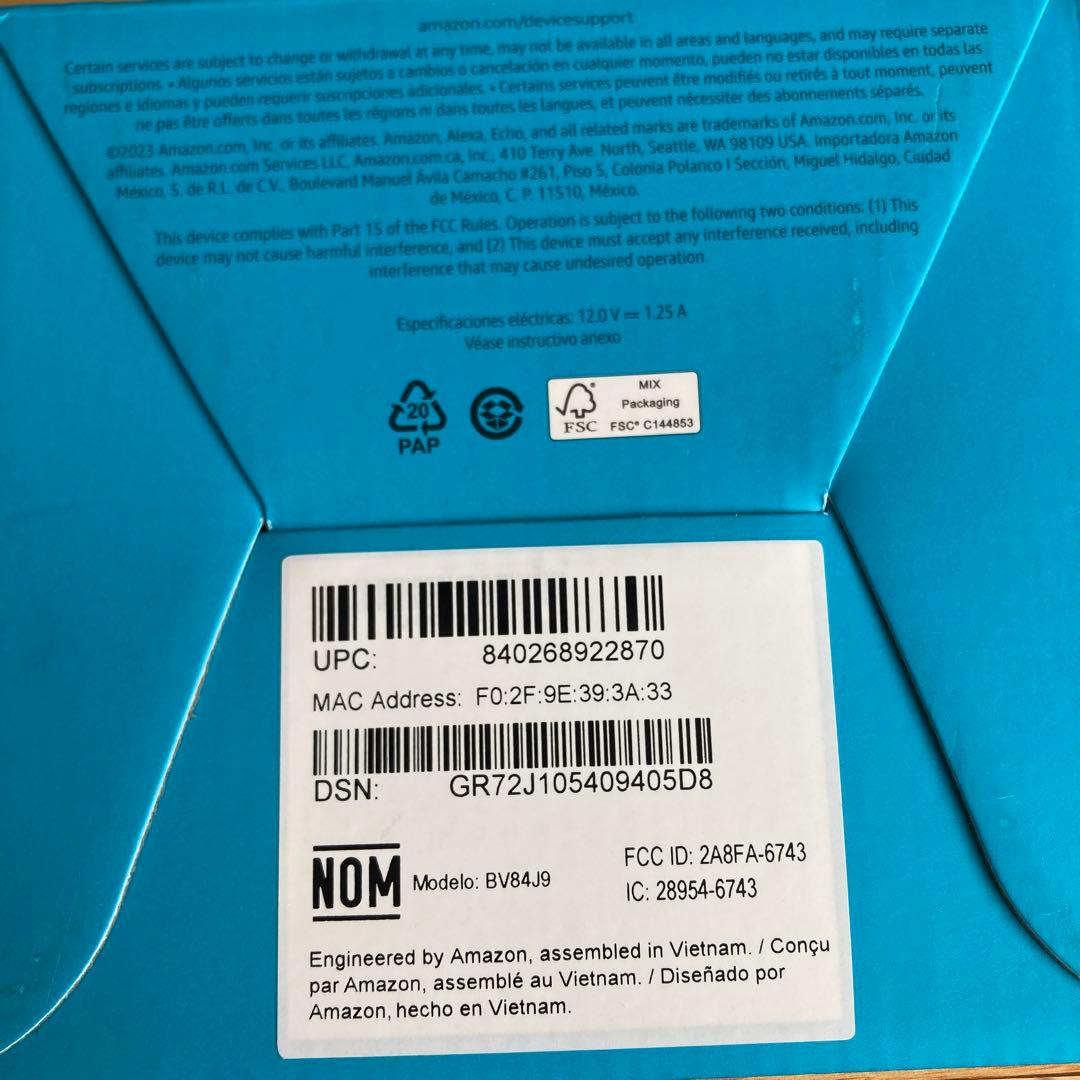 amazon.com/devicesupport
Certain services are subject to change or withdrawal at any time, may not be available in all areas and languages, and may require separate
subscriptions. • Algunos servicios están sujetos a cambios o cancelación en cualquier momento, pueden no estar disponibles en todas las
regiones e idiomas y pueden requerir suscripciones adicionales. • Certains services peuvent être modifiés ou retirés à tout moment, peuvent
ne pas être offerts dans toutes les régions ni dans toutes les langues, et peuvent nécessiter des abonnements séparés.
©2023 Amazon.com, Inc. or its affiliates. Amazon, Alexa, Echo, and all related marks are trademarks of Amazon.com, Inc. or its
affiliates. Amazon.com Services LLC, Amazon.com.ca, Inc., 410 Terry Ave. North, Seattle, WA 98109 USA. Importadora Amazon
México, S. de R.L. de C.V., Boulevard Manuel Ávila Camacho #261, Piso 5, Colonia Polanco I Sección, Miguel Hidalgo, Ciudad
de México, C. P. 11510, México.
This device complies with Part 15 of the FCC Rules. Operation is subject to the following two conditions: (1) This
device may not cause harmful interference, and (2) This device must accept any interference received, including
interference that may cause undesired operation.
Especificaciones eléctricas: 12.0 V ⎓ 1.25 A
Véase instructivo anexo
20
PAP
FSC®
MIX
Packaging
FSC® C144853
UPC: 840268922870
MAC Address: F0:2F:9E:39:3A:33
DSN: GR72J105409405D8
NOM
Modelo: BV84J9
FCC ID: 2A8FA-6743
IC: 28954-6743
Engineered by Amazon, assembled in Vietnam. / Conçu
par Amazon, assemblé au Vietnam. / Diseñado por
Amazon, hecho en Vietnam.